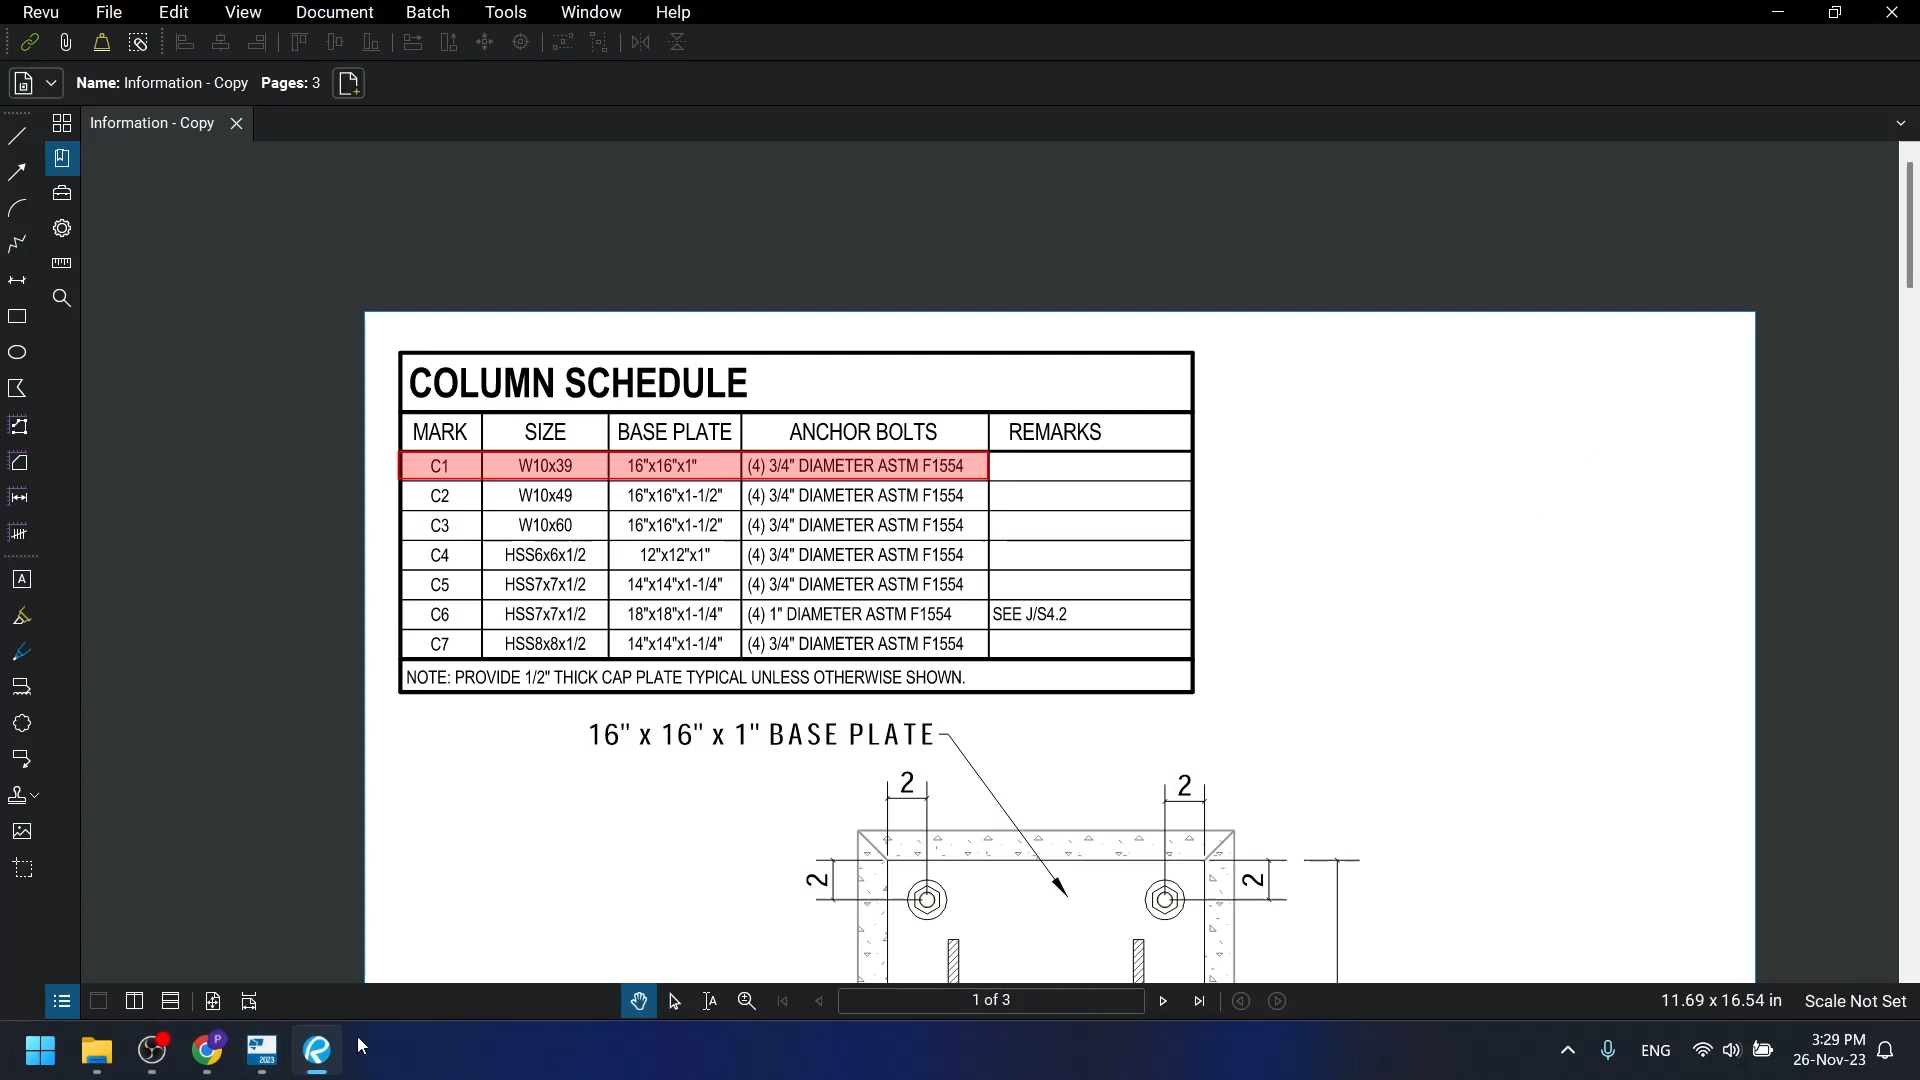 Revu File Edit View Document Batch Tools Window Help
Name: Information - Copy Pages: 3
Information - Copy
COLUMN SCHEDULE
MARK SIZE BASE PLATE ANCHOR BOLTS REMARKS
C1 W10x39 16"x16"x1" (4) 3/4" DIAMETER ASTM F1554
C2 W10x49 16"x16"x1-1/2" (4) 3/4" DIAMETER ASTM F1554
C3 W10x60 16"x16"x1-1/2" (4) 3/4" DIAMETER ASTM F1554
C4 HSS6x6x1/2 12"x12"x1" (4) 3/4" DIAMETER ASTM F1554
C5 HSS7x7x1/2 14"x14"x1-1/4" (4) 3/4" DIAMETER ASTM F1554
C6 HSS7x7x1/2 18"x18"x1-1/4" (4) 1" DIAMETER ASTM F1554 SEE J/S4.2
C7 HSS8x8x1/2 14"x14"x1-1/4" (4) 3/4" DIAMETER ASTM F1554
NOTE: PROVIDE 1/2" THICK CAP PLATE TYPICAL UNLESS OTHERWISE SHOWN.
16" x 16" x 1" BASE PLATE
2 2
2 2
1 of 3
11.69 x 16.54 in Scale Not Set
P
2023
ENG
3:29 PM
26-Nov-23